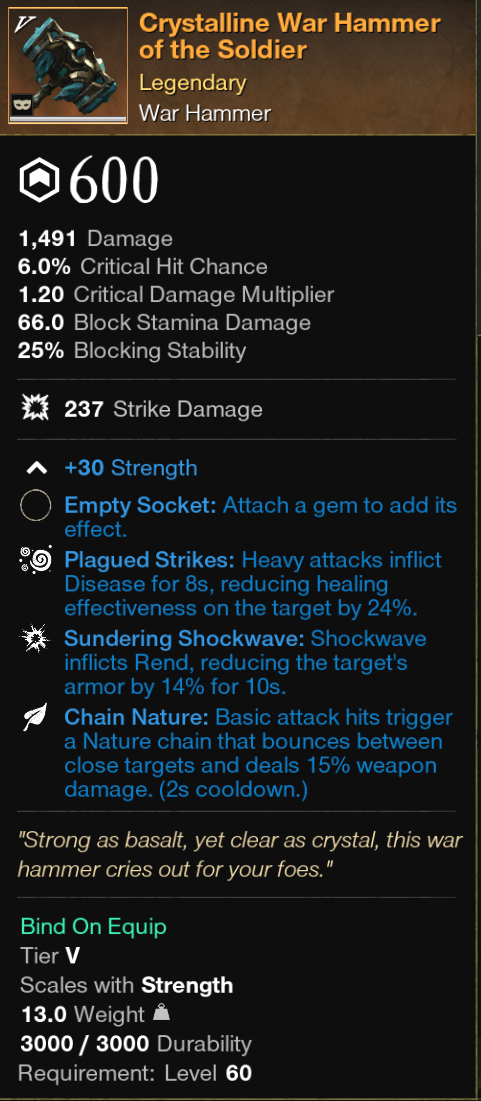 V
Crystalline War Hammer
of the Soldier
Legendary
War Hammer
600
1,491 Damage
6.0% Critical Hit Chance
1.20 Critical Damage Multiplier
66.0 Block Stamina Damage
25% Blocking Stability
237 Strike Damage
+30 Strength
Empty Socket: Attach a gem to add its
effect.
Plagued Strikes: Heavy attacks inflict
Disease for 8s, reducing healing
effectiveness on the target by 24%.
Sundering Shockwave: Shockwave
inflicts Rend, reducing the target's
armor by 14% for 10s.
Chain Nature: Basic attack hits trigger
a Nature chain that bounces between
close targets and deals 15% weapon
damage. (2s cooldown.)
"Strong as basalt, yet clear as crystal, this war
hammer cries out for your foes."
Bind On Equip
Tier V
Scales with Strength
13.0 Weight
3000 / 3000 Durability
Requirement: Level 60